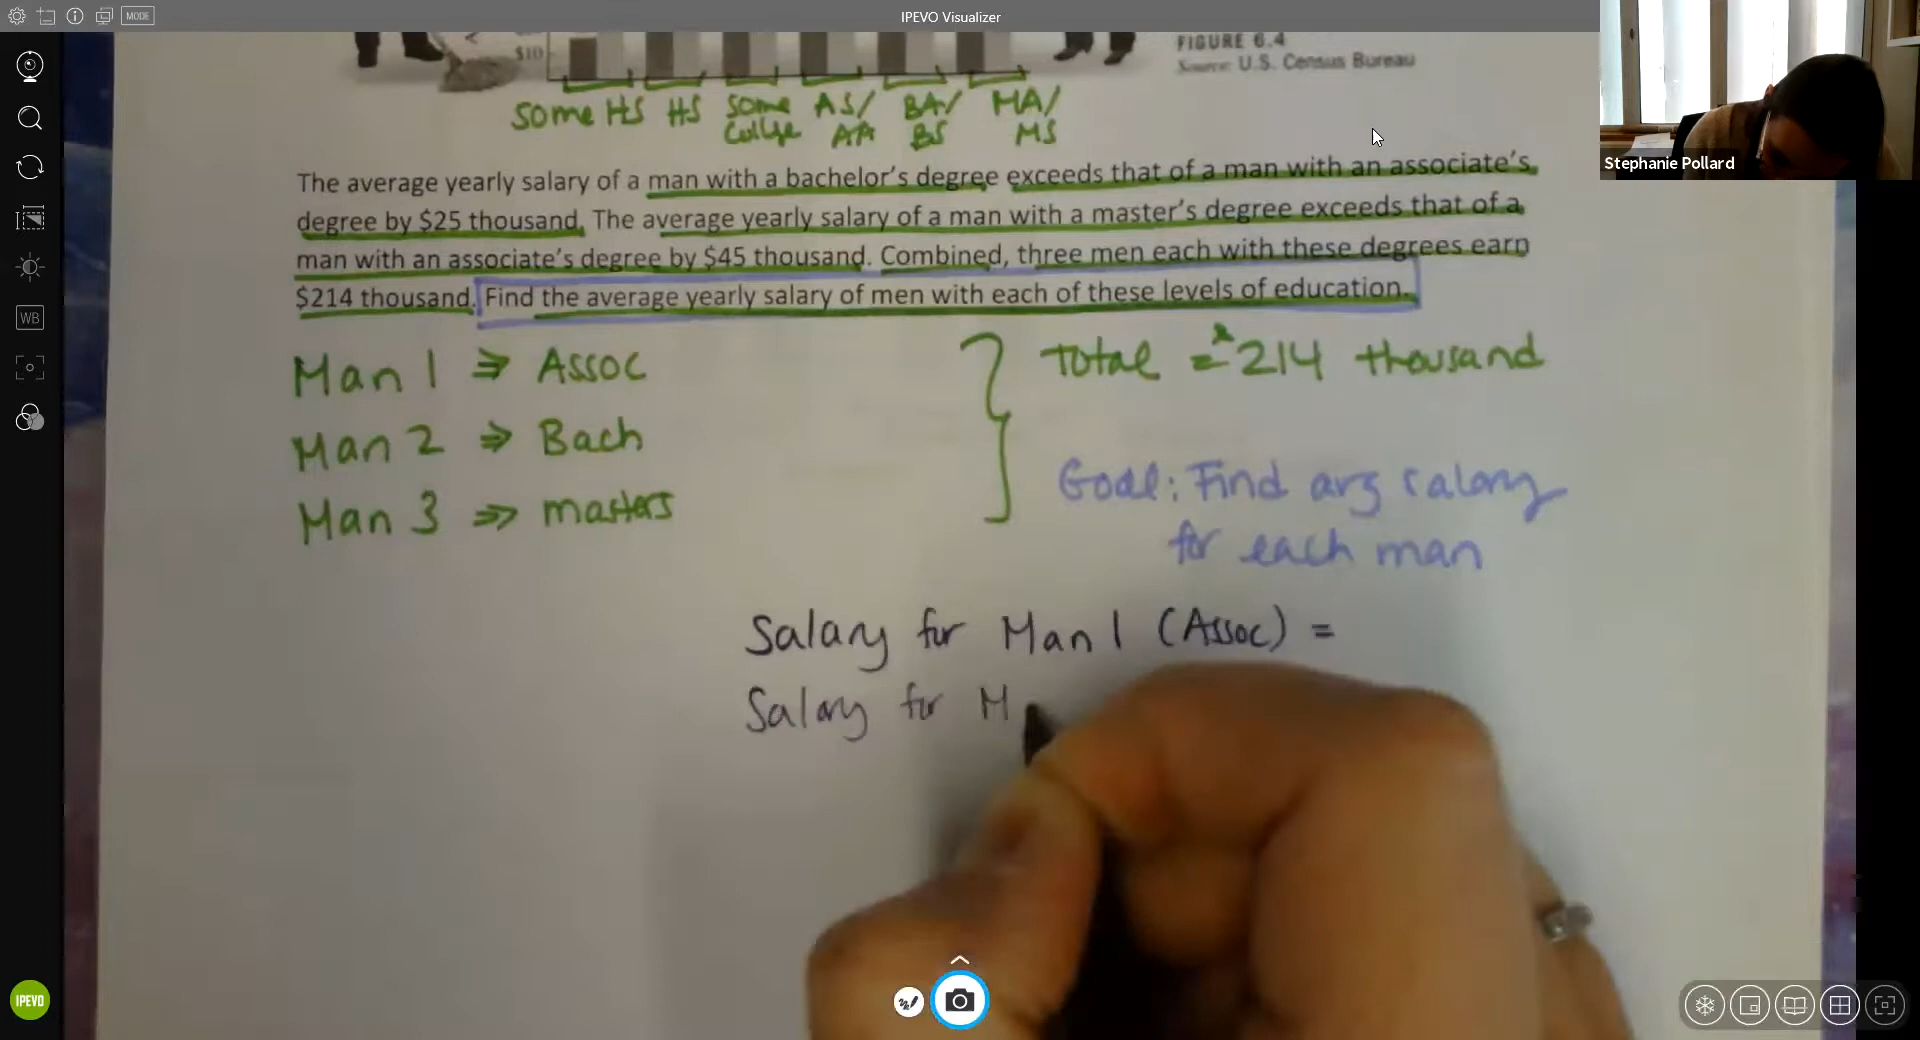 MODE
IPEVO Visualizer
$10
FIGURE 6.4
Source: U.S. Census Bureau
Some HS HS Some College AS/AA BA/BS MA/MS
Stephanie Pollard
The average yearly salary of a man with a bachelor's degree exceeds that of a man with an associate's
degree by $25 thousand. The average yearly salary of a man with a master's degree exceeds that of a
man with an associate's degree by $45 thousand. Combined, three men each with these degrees earn
$214 thousand. Find the average yearly salary of men with each of these levels of education.
WB
Man 1 ⇒ Assoc
Man 2 ⇒ Bach
Man 3 ⇒ masters
Total = $214 thousand
Goal: Find avg salary
for each man
Salary for Man 1 (Assoc) =
Salary for M
IPEVO